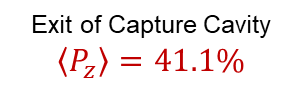 Exit of Capture Cavity
⟨P_z⟩ = 41.1%